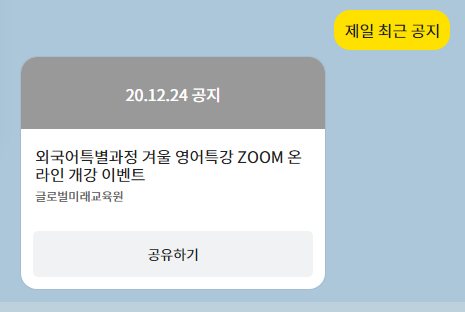 제일 최근 공지
20.12.24 공지
외국어특별과정 겨울 영어특강 ZOOM 온
라인 개강 이벤트
글로벌미래교육원
공유하기